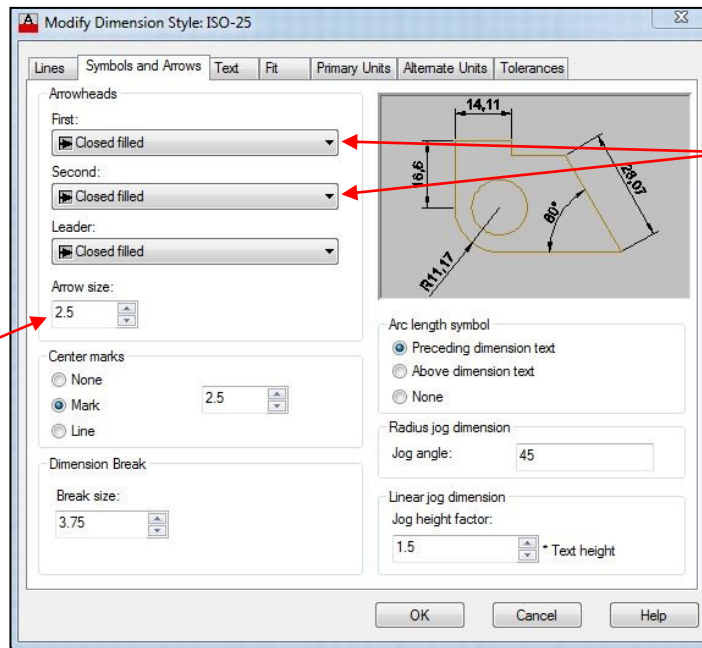 Modify Dimension Style: ISO-25
Lines
Symbols and Arrows
Text
Fit
Primary Units
Alternate Units
Tolerances
Arrowheads
First:
Closed filled
Second:
Closed filled
Leader:
Closed filled
Arrow size:
2.5
Center marks
None
Mark
2.5
Line
Dimension Break
Break size:
3.75
14,11
16,6
28,07
60°
R11,17
Arc length symbol
Preceding dimension text
Above dimension text
None
Radius jog dimension
Jog angle:
45
Linear jog dimension
Jog height factor:
1.5
* Text height
OK
Cancel
Help